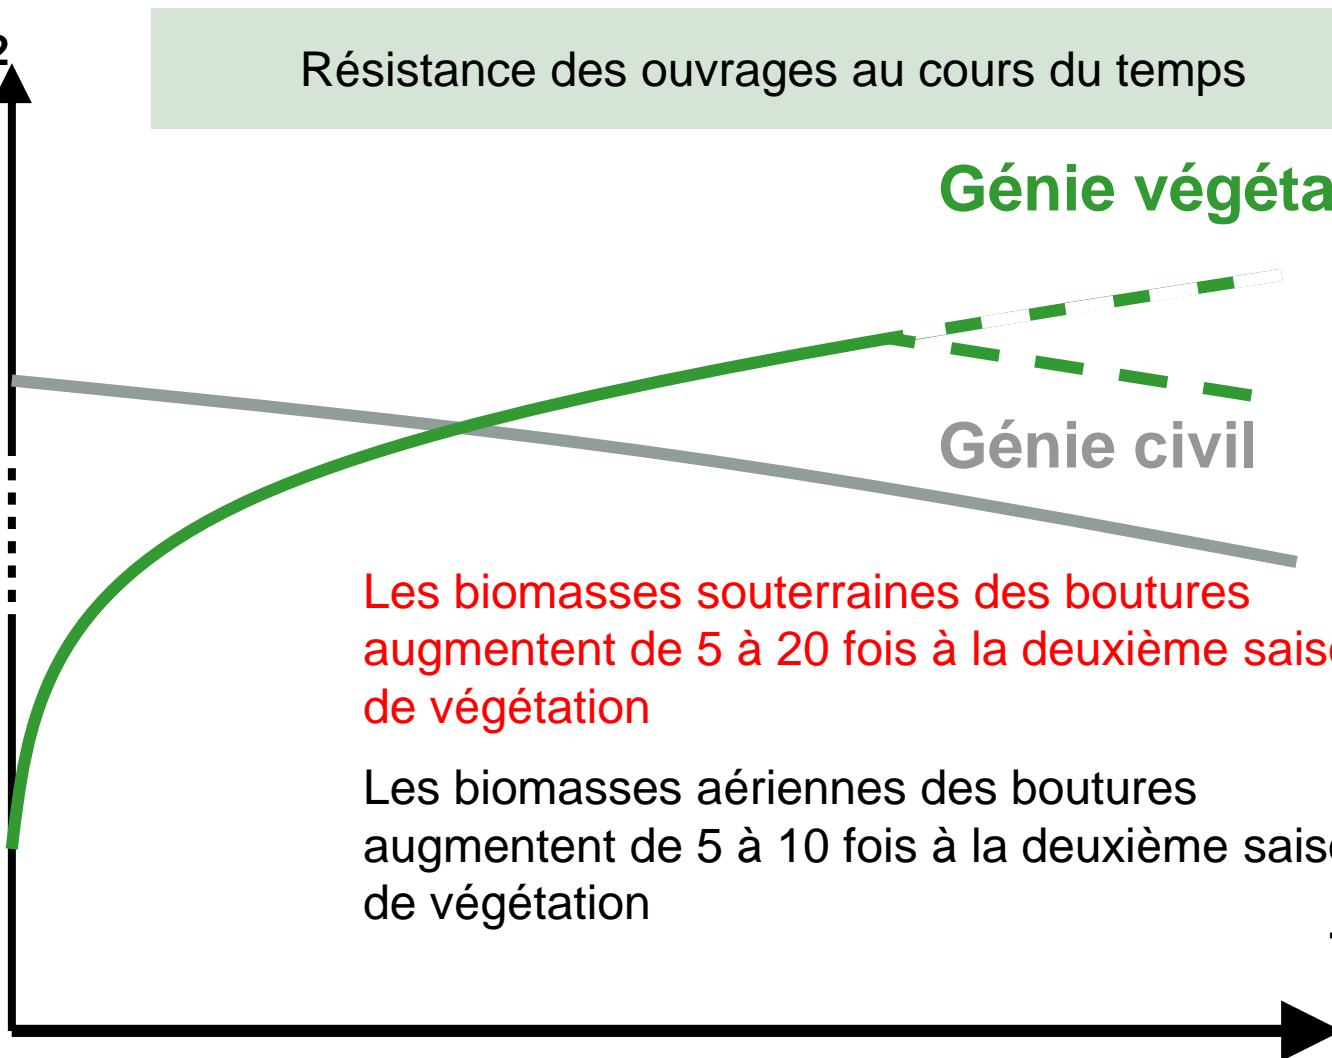 2
Résistance des ouvrages au cours du temps
Génie végéta
Génie civil
Les biomasses souterraines des boutures
augmentent de 5 à 20 fois à la deuxième sais
de végétation
Les biomasses aériennes des boutures
augmentent de 5 à 10 fois à la deuxième sais
de végétation